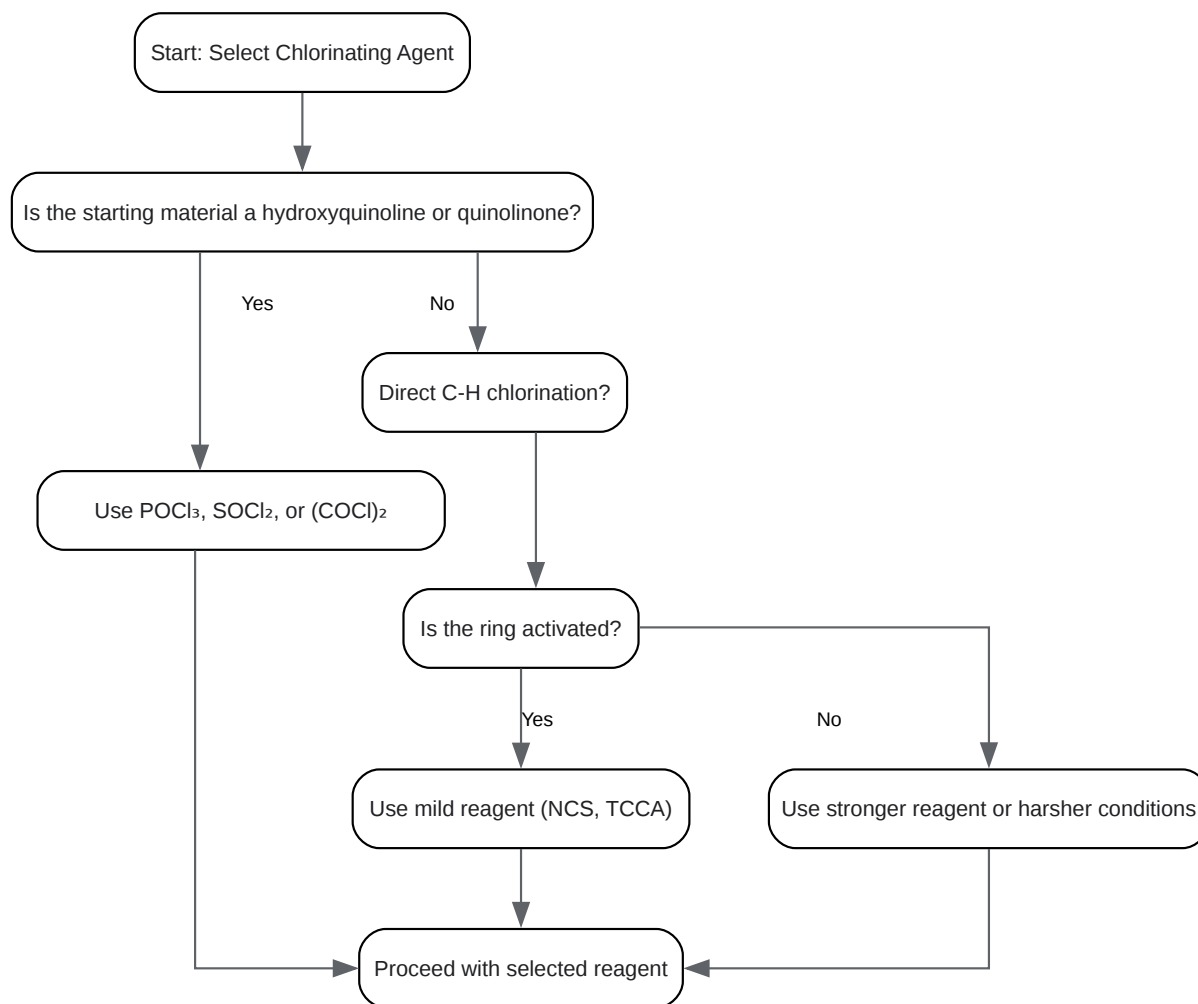 Start: Select Chlorinating Agent
Is the starting material a hydroxyquinoline or quinolinone?
Yes
No
Direct C-H chlorination?
Use POCl₃, SOCl₂, or (COCl)₂
Is the ring activated?
Yes
No
Use mild reagent (NCS, TCCA)
Use stronger reagent or harsher conditions
Proceed with selected reagent